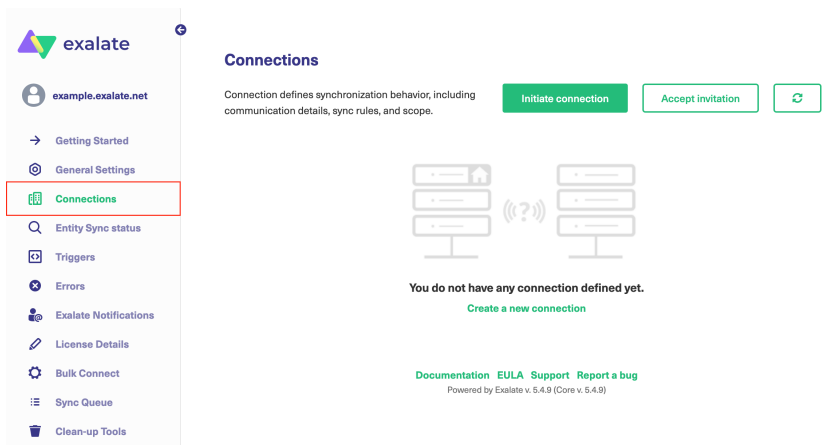 exalate
example.exalate.net
Getting Started
General Settings
Connections
Entity Sync status
Triggers
Errors
Exalate Notifications
License Details
Bulk Connect
Sync Queue
Clean-up Tools
Connections
Connection defines synchronization behavior, including
communication details, sync rules, and scope.
Initiate connection
Accept invitation
((?))
You do not have any connection defined yet.
Create a new connection
Documentation EULA Support Report a bug
Powered by Exalate v. 5.4.9 (Core v. 5.4.9)